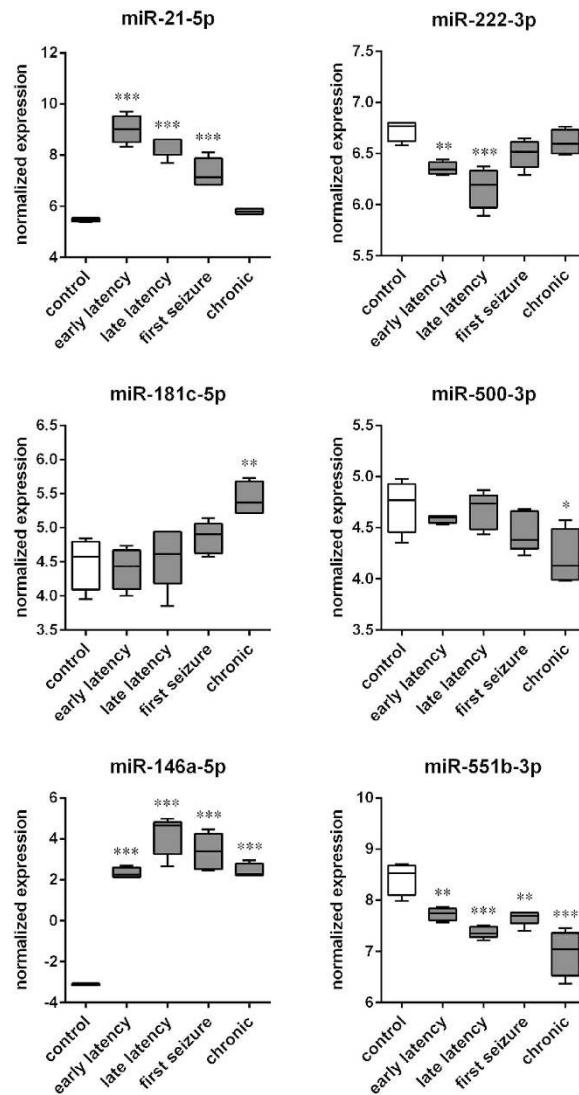 miR-21-5p
normalized expression
12
10
8
6
4
***
***
***
control
early latency
late latency
first seizure
chronic
miR-222-3p
normalized expression
7.5
7.0
6.5
6.0
5.5
**
***
control
early latency
late latency
first seizure
chronic
miR-181c-5p
normalized expression
6.5
6.0
5.5
5.0
4.5
4.0
3.5
**
control
early latency
late latency
first seizure
chronic
miR-500-3p
normalized expression
5.5
5.0
4.5
4.0
3.5
*
control
early latency
late latency
first seizure
chronic
miR-146a-5p
normalized expression
6
4
2
0
-2
-4
***
***
***
***
control
early latency
late latency
first seizure
chronic
miR-551b-3p
normalized expression
10
9
8
7
6
**
***
**
***
control
early latency
late latency
first seizure
chronic